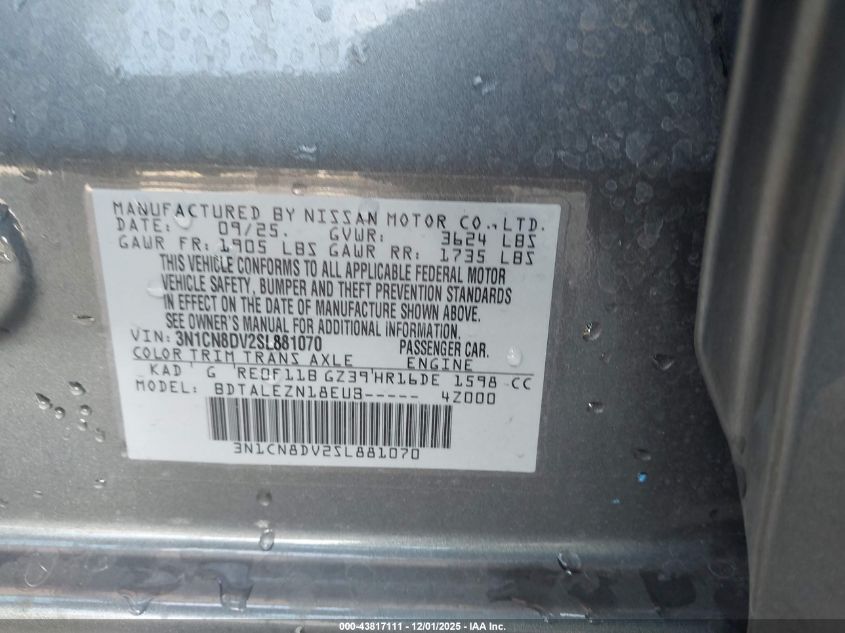 MANUFACTURED BY NISSAN MOTOR CO.,LTD.
DATE: 09/25. GVWR: 3624 LBS
GAWR FR: 1905 LBS GAWR RR: 1735 LBS
THIS VEHICLE CONFORMS TO ALL APPLICABLE FEDERAL MOTOR
VEHICLE SAFETY, BUMPER AND THEFT PREVENTION STANDARDS
IN EFFECT ON THE DATE OF MANUFACTURE SHOWN ABOVE.
SEE OWNER'S MANUAL FOR ADDITIONAL INFORMATION.
VIN: 3N1CN8DV2SL881070 PASSENGER CAR.
COLOR TRIM TRANS AXLE ENGINE
KAD G RE0F11B GZ39 HR16DE 1598 CC
MODEL: BDTALEZN18EUB----- 4Z000
3N1CN8DV2SL881070
000-43817111 - 12/01/2025 - IAA Inc.